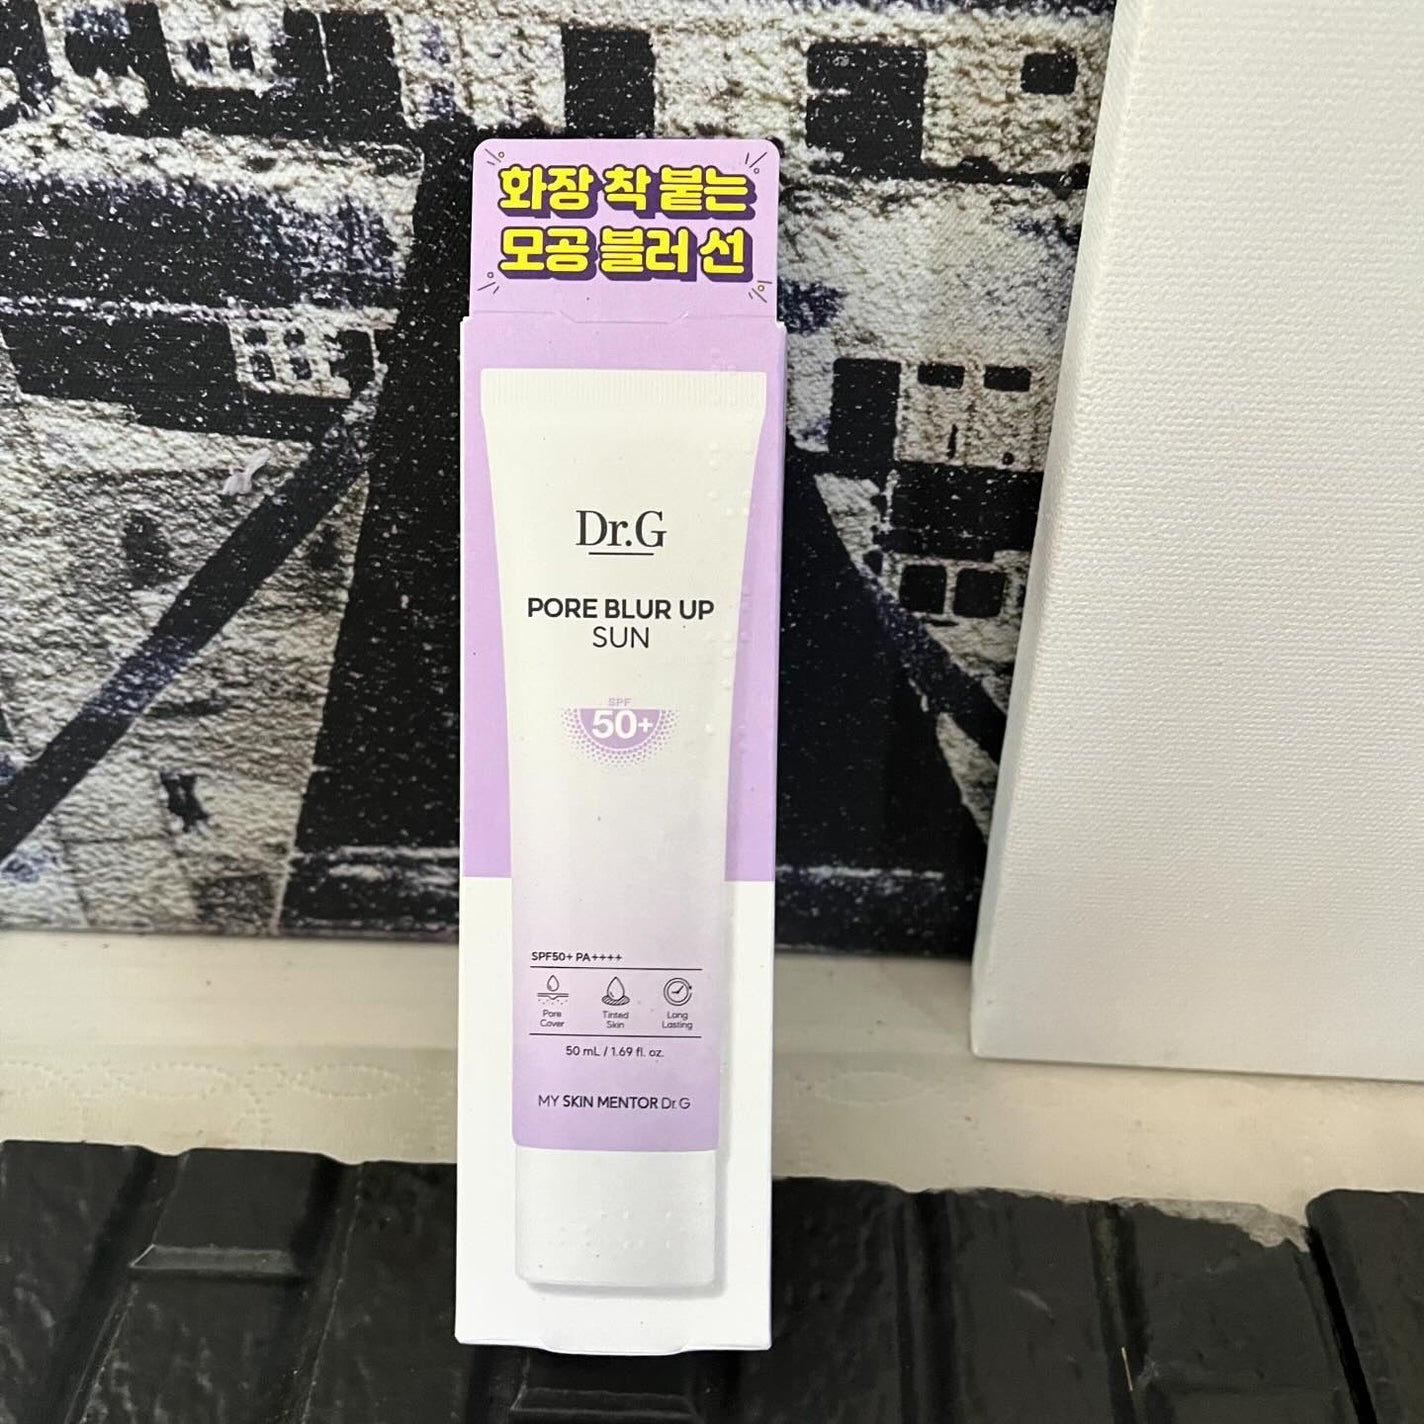 화장 착 붙는
모공 블러 선
Dr.G
PORE BLUR UP
SUN
SPF
50+
SPF50+ PA++++
Pore Cover
Tinted Skin
Long Lasting
50 mL / 1.69 fl. oz.
MY SKIN MENTOR Dr.G